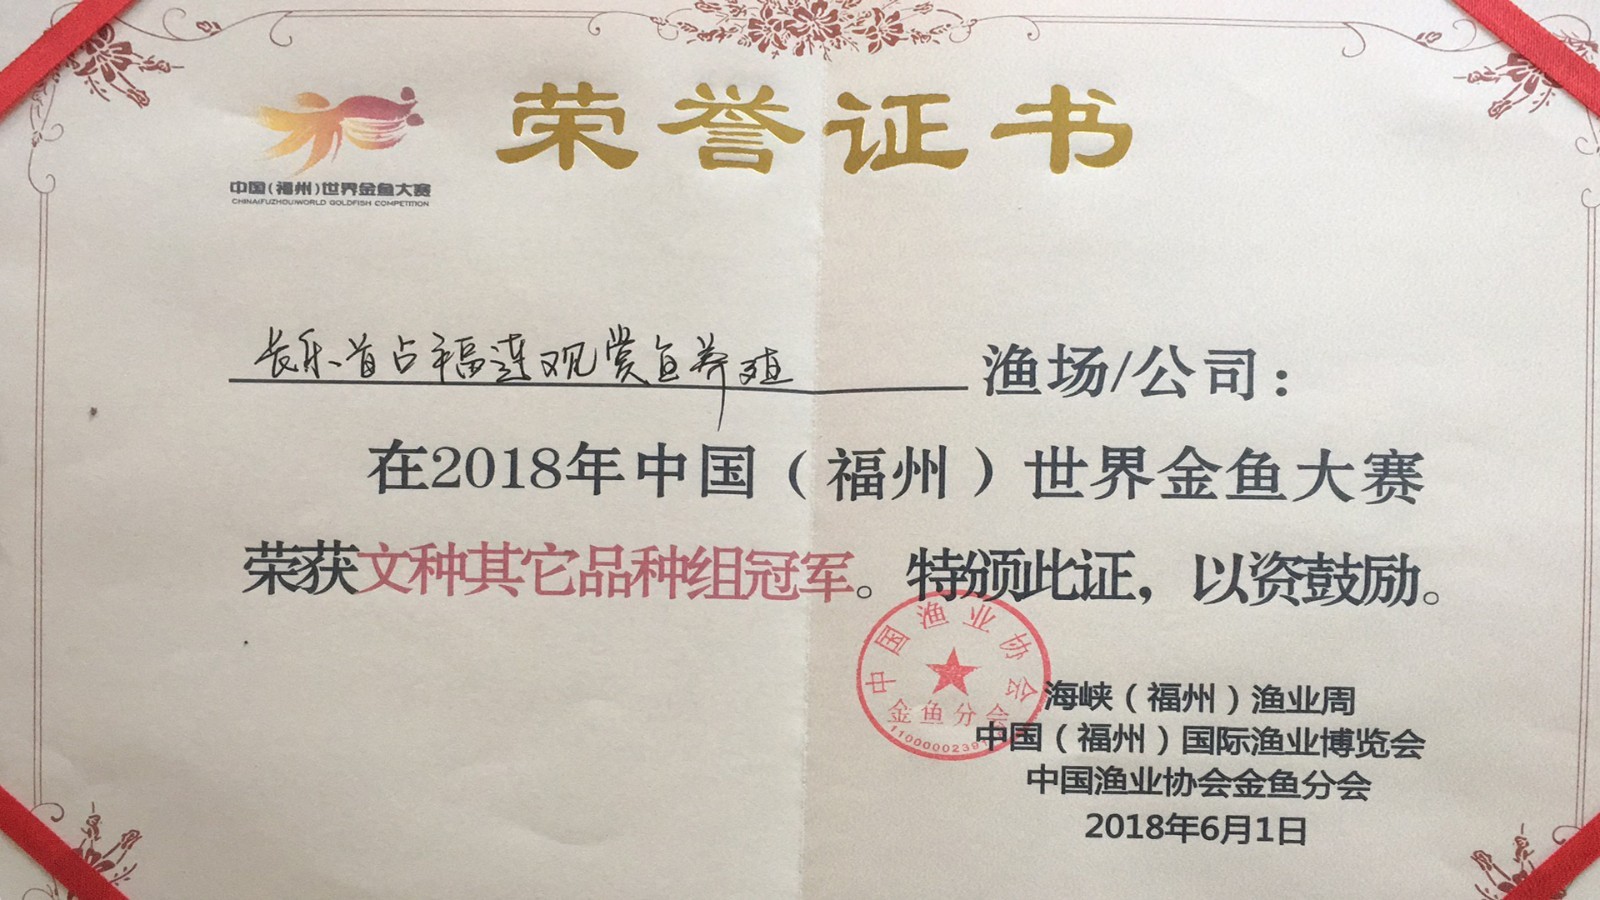 荣誉证书
中国(福州)世界金鱼大赛
CHINA(FUZHOU)WORLD GOLDFISH COMPETITION
长乐首占福莲观赏鱼养殖 渔场/公司:
在2018年中国(福州)世界金鱼大赛
荣获文种其它品种组冠军。特颁此证，以资鼓励。
中国渔业协会
金鱼分会
海峡(福州)渔业周
中国(福州)国际渔业博览会
中国渔业协会金鱼分会
2018年6月1日